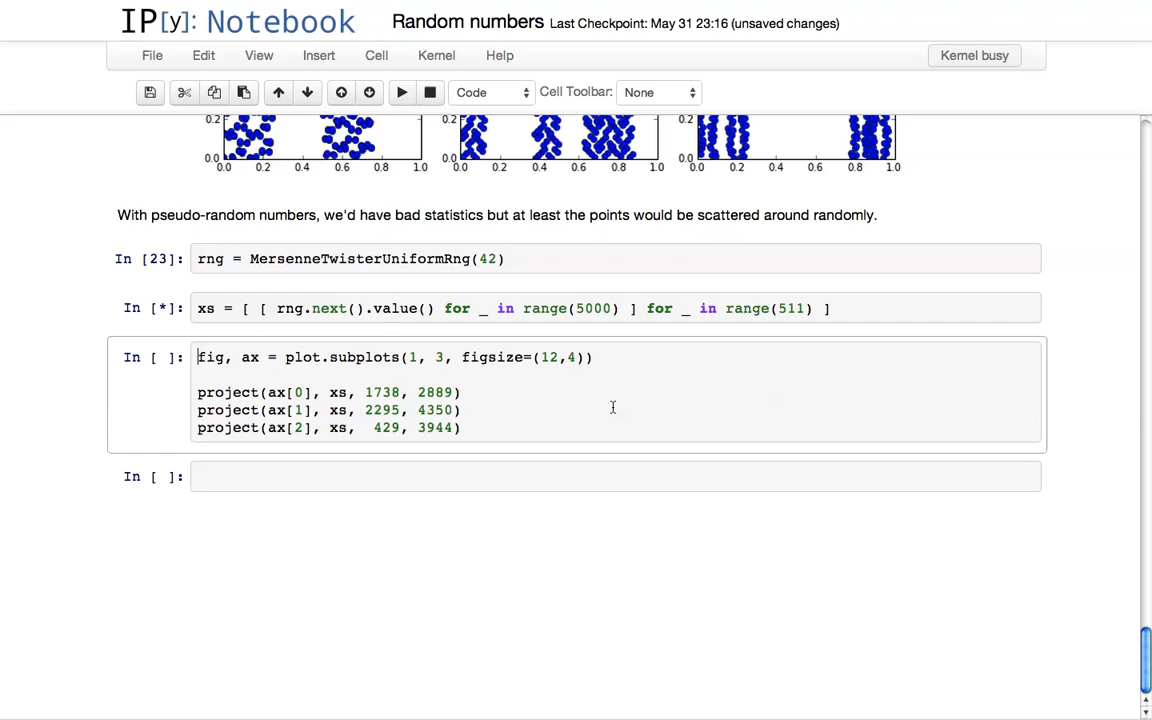 IP[y]: Notebook Random numbers Last Checkpoint: May 31 23:16 (unsaved changes)
File Edit View Insert Cell Kernel Help Kernel busy
Code Cell Toolbar: None
0.2 0.2 0.2
0.0 0.0 0.0
0.0 0.2 0.4 0.6 0.8 1.0 0.0 0.2 0.4 0.6 0.8 1.0 0.0 0.2 0.4 0.6 0.8 1.0
With pseudo-random numbers, we'd have bad statistics but at least the points would be scattered around randomly.
In [23]: rng = MersenneTwisterUniformRng(42)
In [*]: xs = [ [ rng.next().value() for _ in range(5000) ] for _ in range(511) ]
In [ ]: fig, ax = plot.subplots(1, 3, figsize=(12,4))
project(ax[0], xs, 1738, 2889)
project(ax[1], xs, 2295, 4350)
project(ax[2], xs,  429, 3944)
In [ ]: